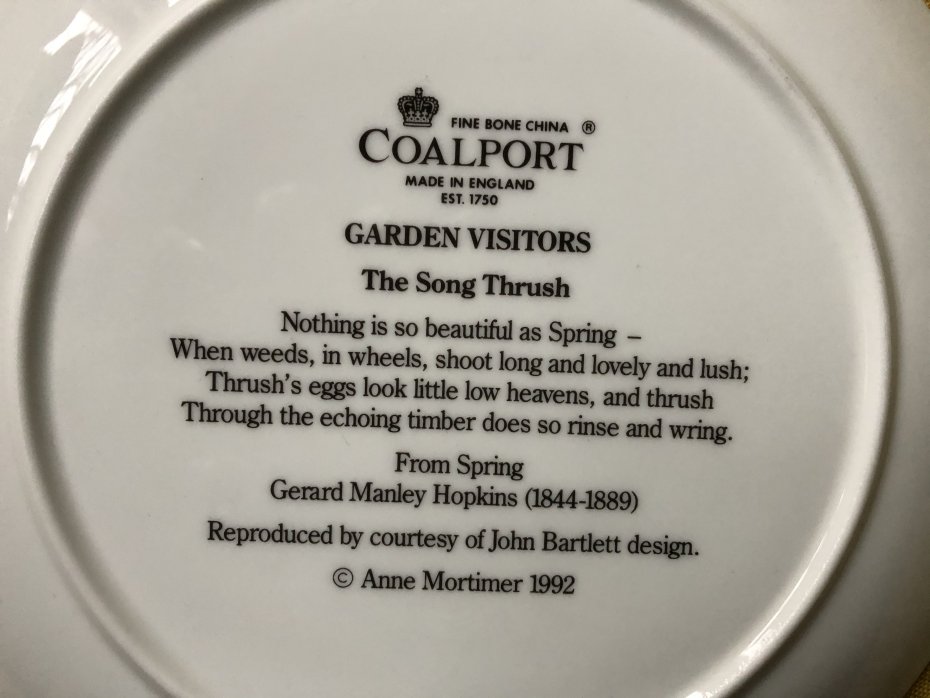 FINE BONE CHINA ®
COALPORT
MADE IN ENGLAND
EST. 1750
GARDEN VISITORS
The Song Thrush
Nothing is so beautiful as Spring –
When weeds, in wheels, shoot long and lovely and lush;
Thrush's eggs look little low heavens, and thrush
Through the echoing timber does so rinse and wring.
From Spring
Gerard Manley Hopkins (1844-1889)
Reproduced by courtesy of John Bartlett design.
© Anne Mortimer 1992